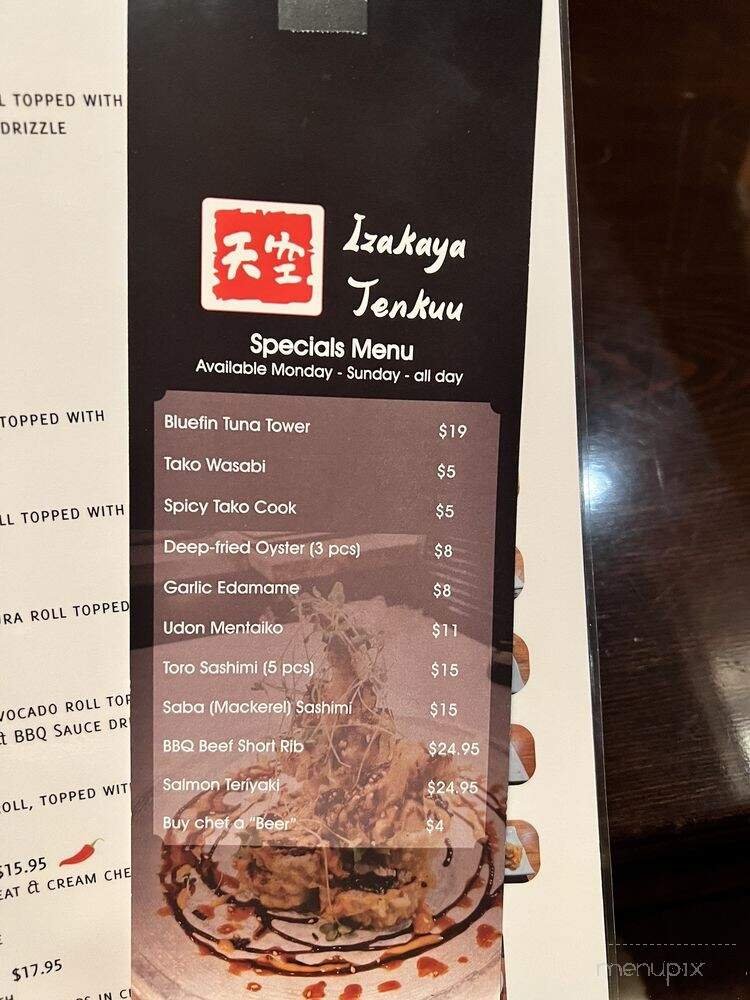 L TOPPED WITH
DRIZZLE
TOPPED WITH
LL TOPPED WITH
RA ROLL TOPPED
VOCADO ROLL TOP
& BBQ SAUCE DR
OLL, TOPPED WIT
$15.95
EAT & CREAM CHE
$17.95
天空
Izakaya
Tenkuu
Specials Menu
Available Monday - Sunday - all day
Bluefin Tuna Tower $19
Tako Wasabi $5
Spicy Tako Cook $5
Deep-fried Oyster (3 pcs) $8
Garlic Edamame $8
Udon Mentaiko $11
Toro Sashimi (5 pcs) $15
Saba (Mackerel) Sashimi $15
BBQ Beef Short Rib $24.95
Salmon Teriyaki $24.95
Buy chef a "Beer" $4
menupix